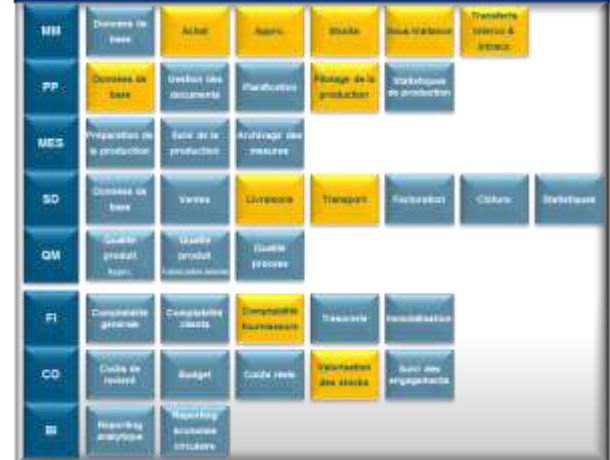 MM
Données de
base
Achat
Appro.
Stocks
Sous-traitance
Transferts
internes &
PP
Données de
base
Gestion des
documents
Planification
Pilotage de la
production
Statistiques
de production
MES
Préparation de
la production
Suivi de la
production
Archivage des
mesures
SD
Données de
base
Ventes
Livraisons
Transport
Facturation
Clôture
Statistiques
QM
Qualité
produit
Appro.
Qualité
produit
Qualité
process
FI
Comptabilité
générale
Comptabilité
clients
Comptabilité
fournisseurs
Trésorerie
Immobilisation
CO
Coûts de
revient
Budget
Coûts réels
Valorisation
des stocks
Suivi des
engagements
BI
Reporting
analytique
Reporting
économie
circulaire